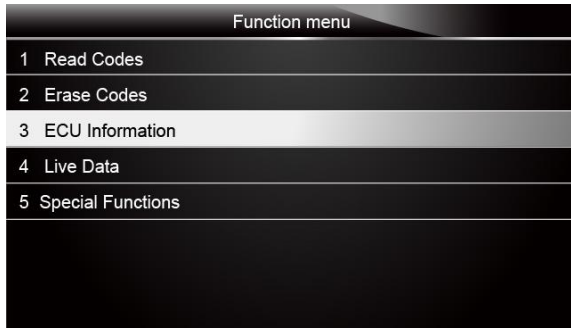 Function menu
1 Read Codes
2 Erase Codes
3 ECU Information
4 Live Data
5 Special Functions